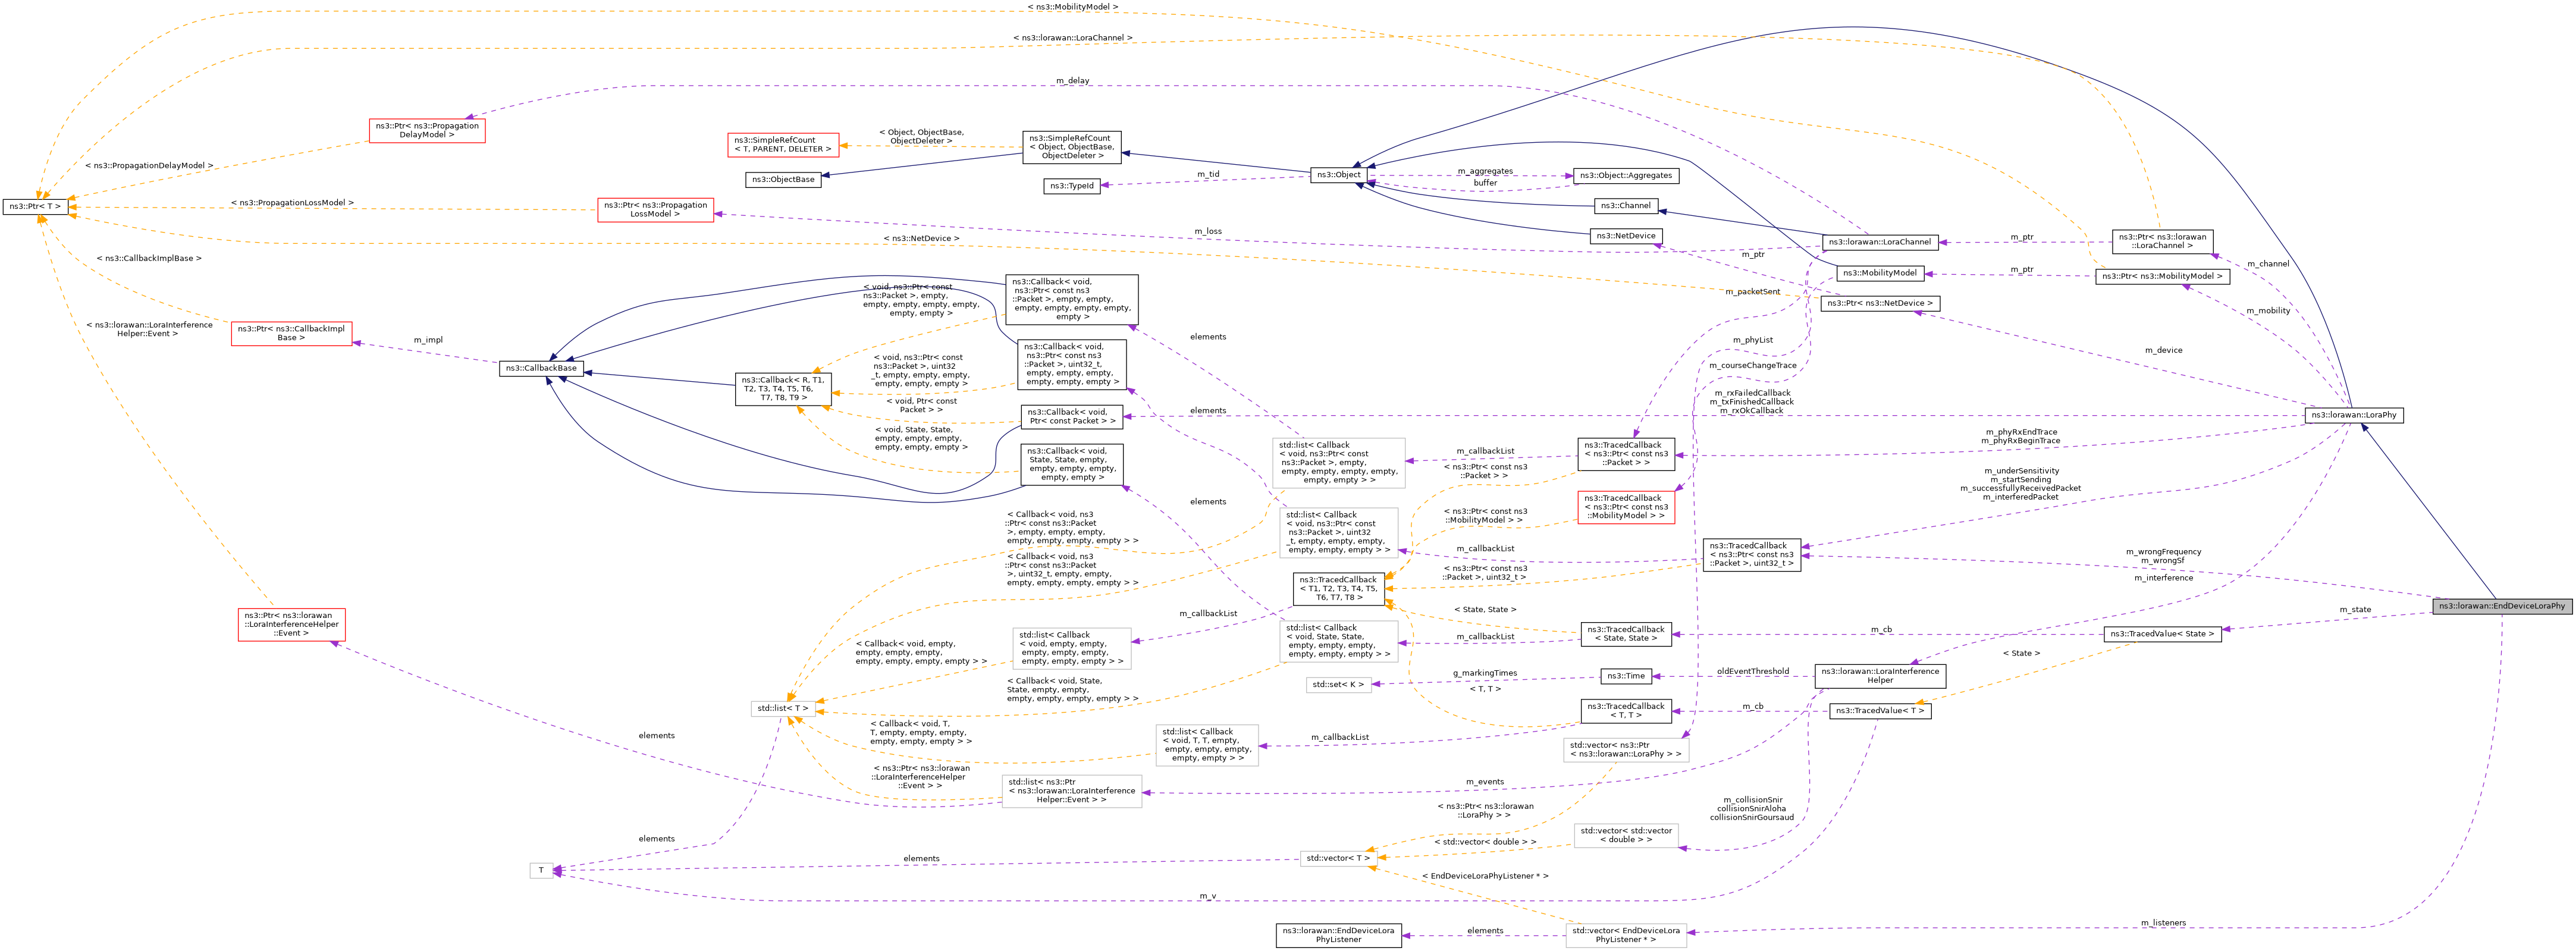 < ns3::MobilityModel >
< ns3::lorawan::LoraChannel >
m_delay
ns3::Ptr< ns3::Propagation
DelayModel >
< ns3::PropagationDelayModel >
ns3::SimpleRefCount
< T, PARENT, DELETER >
< Object, ObjectBase,
ObjectDeleter >
ns3::SimpleRefCount
< Object, ObjectBase,
ObjectDeleter >
ns3::ObjectBase
ns3::TypeId
m_tid
ns3::Object
m_aggregates
buffer
ns3::Object::Aggregates
ns3::Ptr< T >
< ns3::PropagationLossModel >
ns3::Ptr< ns3::Propagation
LossModel >
m_loss
ns3::Channel
ns3::NetDevice
< ns3::NetDevice >
m_ptr
ns3::lorawan::LoraChannel
m_ptr
ns3::Ptr< ns3::lorawan
::LoraChannel >
m_channel
ns3::MobilityModel
m_ptr
ns3::Ptr< ns3::MobilityModel >
m_mobility
ns3::Ptr< ns3::NetDevice >
m_device
m_packetSent
m_phyList
m_courseChangeTrace
< ns3::CallbackImplBase >
< ns3::lorawan::LoraInterference
Helper::Event >
ns3::Ptr< ns3::CallbackImpl
Base >
m_impl
ns3::CallbackBase
ns3::Callback< R, T1,
T2, T3, T4, T5, T6,
T7, T8, T9 >
< void, ns3::Ptr< const
ns3::Packet >, empty,
empty, empty, empty, empty,
empty, empty >
< void, ns3::Ptr< const
ns3::Packet >, uint32
_t, empty, empty, empty,
empty, empty, empty >
< void, Ptr< const
Packet > >
< void, State, State,
empty, empty, empty,
empty, empty, empty >
ns3::Callback< void,
ns3::Ptr< const ns3
::Packet >, empty, empty,
empty, empty, empty, empty,
empty >
ns3::Callback< void,
ns3::Ptr< const ns3
::Packet >, uint32_t,
empty, empty, empty,
empty, empty, empty >
ns3::Callback< void,
Ptr< const Packet > >
ns3::Callback< void,
State, State, empty,
empty, empty, empty,
empty, empty >
elements
elements
elements
m_rxFailedCallback
m_txFinishedCallback
m_rxOkCallback
ns3::lorawan::LoraPhy
std::list< Callback
< void, ns3::Ptr< const
ns3::Packet >, empty,
empty, empty, empty, empty,
empty, empty > >
m_callbackList
ns3::TracedCallback
< ns3::Ptr< const ns3
::Packet > >
m_phyRxEndTrace
m_phyRxBeginTrace
< ns3::Ptr< const ns3
::Packet > >
ns3::TracedCallback
< ns3::Ptr< const ns3
::MobilityModel > >
< ns3::Ptr< const ns3
::MobilityModel > >
m_underSensitivity
m_startSending
m_successfullyReceivedPacket
m_interferedPacket
std::list< Callback
< void, ns3::Ptr< const
ns3::Packet >, uint32
_t, empty, empty, empty,
empty, empty, empty > >
m_callbackList
ns3::TracedCallback
< ns3::Ptr< const ns3
::Packet >, uint32_t >
< ns3::Ptr< const ns3
::Packet >, uint32_t >
m_wrongFrequency
m_wrongSf
m_interference
< Callback< void, ns3
::Ptr< const ns3::Packet
>, empty, empty, empty,
empty, empty, empty, empty > >
< Callback< void, ns3
::Ptr< const ns3::Packet
>, uint32_t, empty, empty,
empty, empty, empty, empty > >
ns3::TracedCallback
< T1, T2, T3, T4, T5,
T6, T7, T8 >
m_callbackList
< State, State >
ns3::lorawan::EndDeviceLoraPhy
m_state
ns3::Ptr< ns3::lorawan
::LoraInterferenceHelper
::Event >
std::list< Callback
< void, empty, empty,
empty, empty, empty,
empty, empty, empty > >
< Callback< void, empty,
empty, empty, empty,
empty, empty, empty, empty > >
std::list< Callback
< void, State, State,
empty, empty, empty,
empty, empty, empty > >
m_callbackList
ns3::TracedCallback
< State, State >
m_cb
ns3::TracedValue< State >
< State >
< Callback< void, State,
State, empty, empty,
empty, empty, empty, empty > >
std::set< K >
g_markingTimes
ns3::Time
oldEventThreshold
ns3::lorawan::LoraInterference
Helper
< T, T >
std::list< T >
ns3::TracedCallback
< T, T >
m_cb
ns3::TracedValue< T >
< Callback< void, T,
T, empty, empty, empty,
empty, empty, empty > >
std::list< Callback
< void, T, T, empty,
empty, empty, empty,
empty, empty > >
m_callbackList
std::vector< ns3::Ptr
< ns3::lorawan::LoraPhy > >
elements
< ns3::Ptr< ns3::lorawan
::LoraInterferenceHelper
::Event > >
std::list< ns3::Ptr
< ns3::lorawan::LoraInterference
Helper::Event > >
m_events
< ns3::Ptr< ns3::lorawan
::LoraPhy > >
m_collisionSnir
collisionSnirAloha
collisionSnirGoursaud
std::vector< std::vector
< double > >
< std::vector< double > >
elements
T
elements
std::vector< T >
< EndDeviceLoraPhyListener * >
m_v
ns3::lorawan::EndDeviceLora
PhyListener
elements
std::vector< EndDeviceLora
PhyListener * >
m_listeners